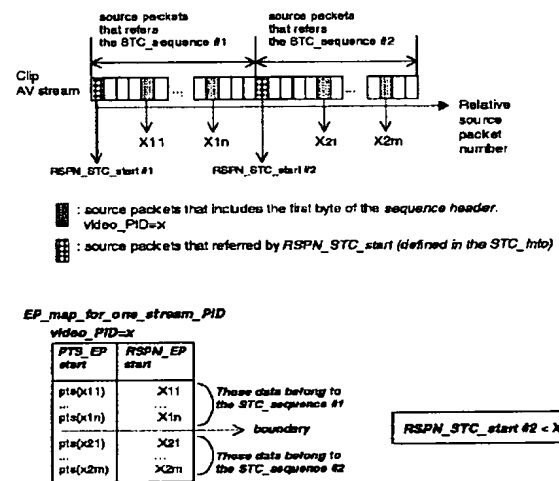 source packets
that refers
the STC_sequence #1
source packets
that refers
the STC_sequence #2
Clip
AV stream
...
...
Relative
source
packet
number
X11
X1n
X21
X2m
RSPN_STC_start #1
RSPN_STC_start #2
: source packets that includes the first byte of the sequence header.
video_PID=x
: source packets that referred by RSPN_STC_start (defined in the STC_Info)
EP_map_for_one_stream_PID
video_PID=x
PTS_EP
start
RSPN_EP
start
pts(x11)
X11
...
...
pts(x1n)
X1n
These data belong to
the STC_sequence #1
boundary
pts(x21)
X21
...
...
pts(x2m)
X2m
These data belong to
the STC_sequence #2
RSPN_STC_start #2 < X